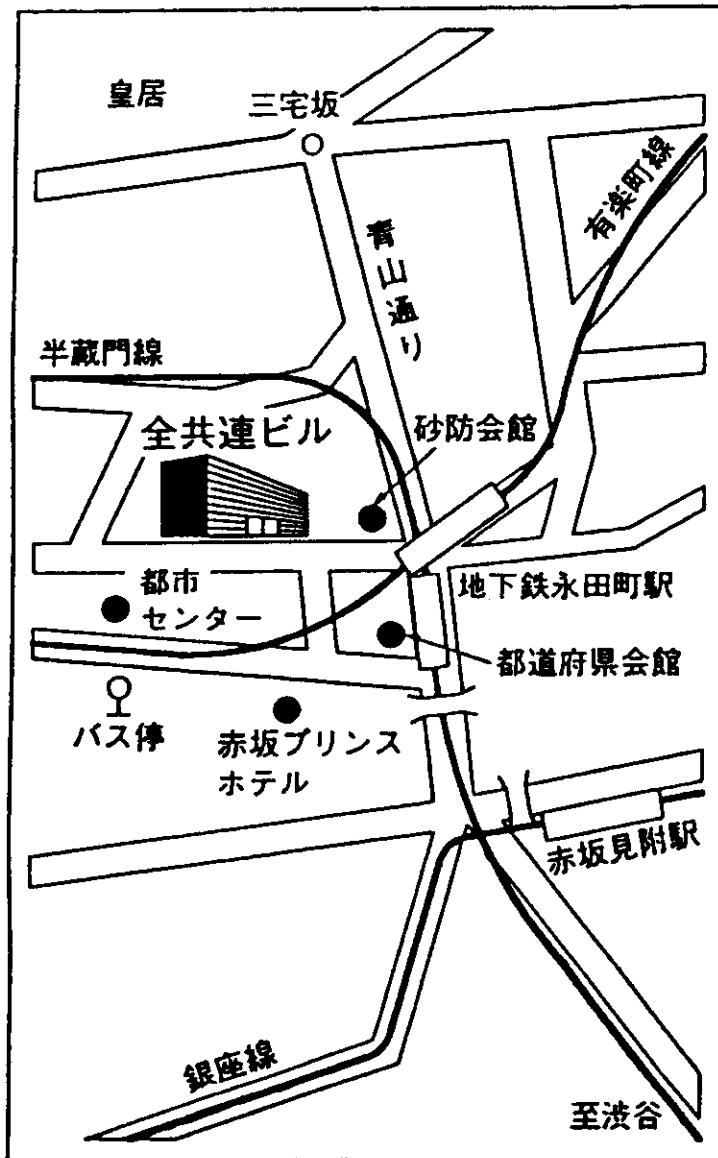 皇居
三宅坂
有楽町線
青山通り
半蔵門線
全共連ビル
砂防会館
都市
センター
地下鉄永田町駅
都道府県会館
バス停
赤坂プリンス
ホテル
赤坂見附駅
銀座線
至渋谷